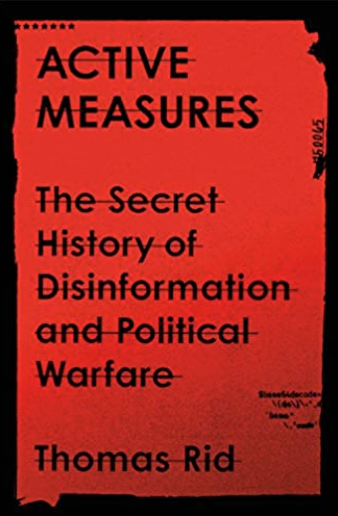 ACTIVE
MEASURES
The Secret
History of
Disinformation
and Political
Warfare
Thomas Rid